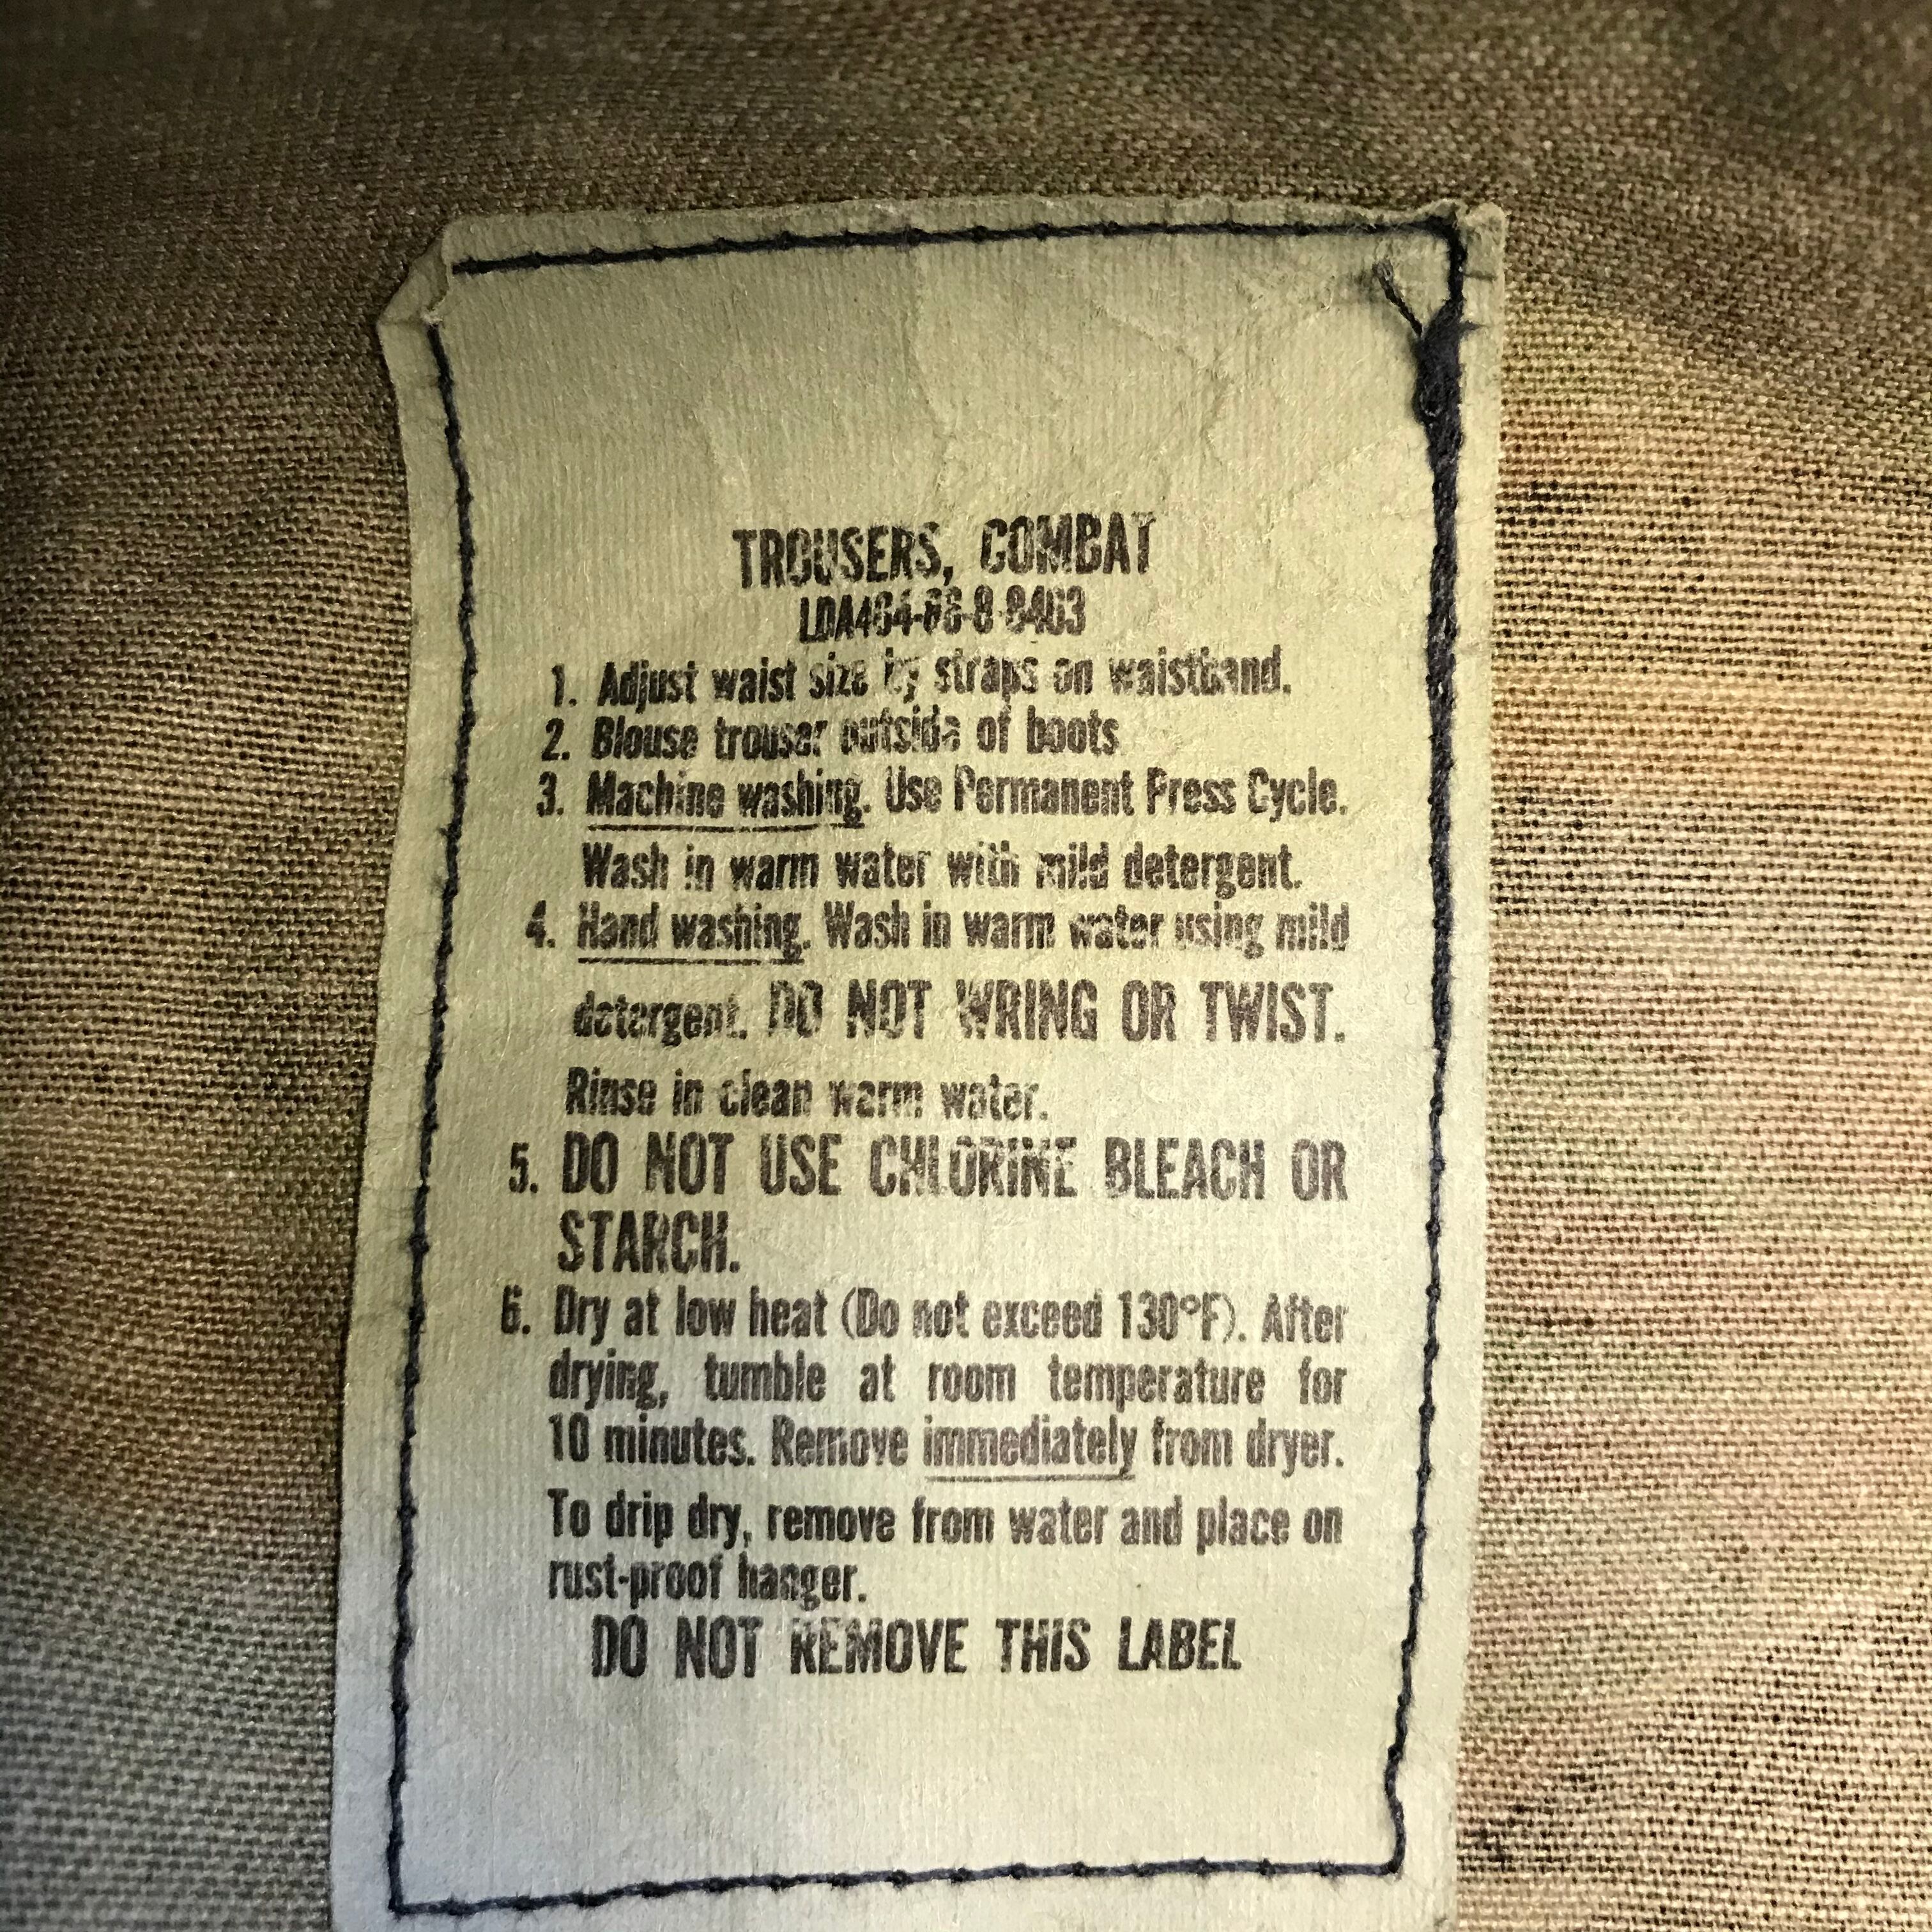 TROUSERS, COMBAT
1. Adjust waist size by straps on waistband.
2. Blouse trouser outside of boots
3. Machine washing. Use Permanent Press Cycle.
Wash in warm water with mild detergent.
4. Hand washing. Wash in warm water using mild
detergent. DO NOT WRING OR TWIST.
Rinse in clean warm water.
5. DO NOT USE CHLORINE BLEACH OR
STARCH.
6. Dry at low heat (Do not exceed 130°F). After
drying, tumble at room temperature for
10 minutes. Remove immediately from dryer.
To drip dry, remove from water and place on
rust-proof hanger.
DO NOT REMOVE THIS LABEL